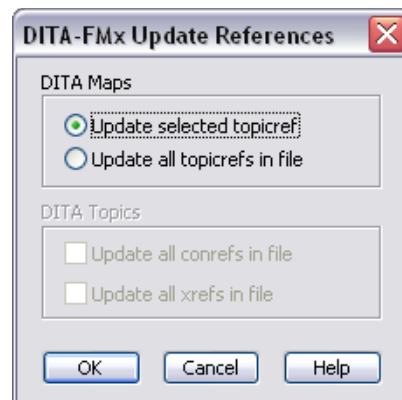 DITA-FMx Update References
DITA Maps
Update selected topicref
Update all topicrefs in file
DITA Topics
Update all conrefs in file
Update all xrefs in file
OK Cancel Help